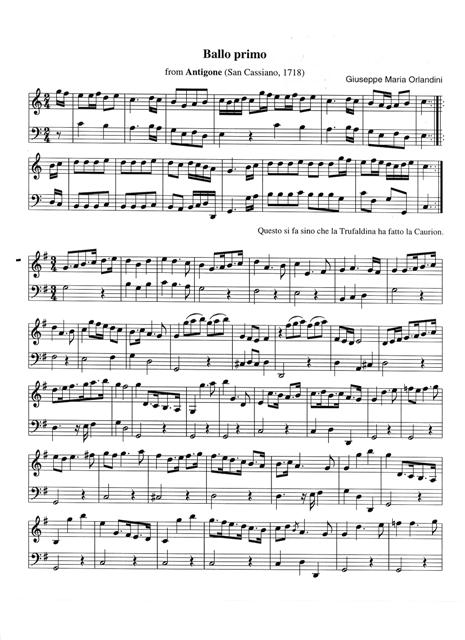 Ballo primo
from Antigone (San Cassiano, 1718)
Giuseppe Maria Orlandini
Questo si fa sino che la Trufaldina ha fatto la Caurion.